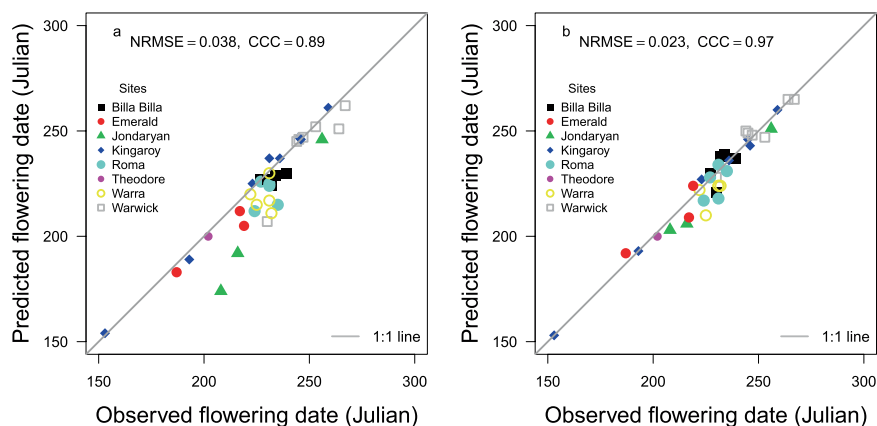 a
NRMSE = 0.038, CCC = 0.89
Sites
Billa Billa
Emerald
Jondaryan
Kingaroy
Roma
Theodore
Warra
Warwick
1:1 line
300
250
200
150
150 200 250 300
Predicted flowering date (Julian)
Observed flowering date (Julian)
b
NRMSE = 0.023, CCC = 0.97
Sites
Billa Billa
Emerald
Jondaryan
Kingaroy
Roma
Theodore
Warra
Warwick
1:1 line
300
250
200
150
150 200 250 300
Predicted flowering date (Julian)
Observed flowering date (Julian)